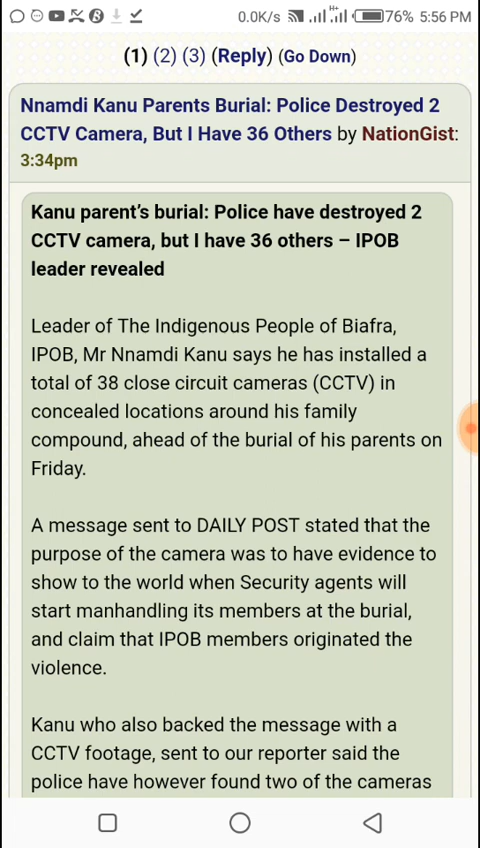 0.0K/s H+ 76% 5:56 PM
(1) (2) (3) (Reply) (Go Down)
Nnamdi Kanu Parents Burial: Police Destroyed 2
CCTV Camera, But I Have 36 Others by NationGist:
3:34pm
Kanu parent’s burial: Police have destroyed 2
CCTV camera, but I have 36 others – IPOB
leader revealed
Leader of The Indigenous People of Biafra,
IPOB, Mr Nnamdi Kanu says he has installed a
total of 38 close circuit cameras (CCTV) in
concealed locations around his family
compound, ahead of the burial of his parents on
Friday.
A message sent to DAILY POST stated that the
purpose of the camera was to have evidence to
show to the world when Security agents will
start manhandling its members at the burial,
and claim that IPOB members originated the
violence.
Kanu who also backed the message with a
CCTV footage, sent to our reporter said the
police have however found two of the cameras